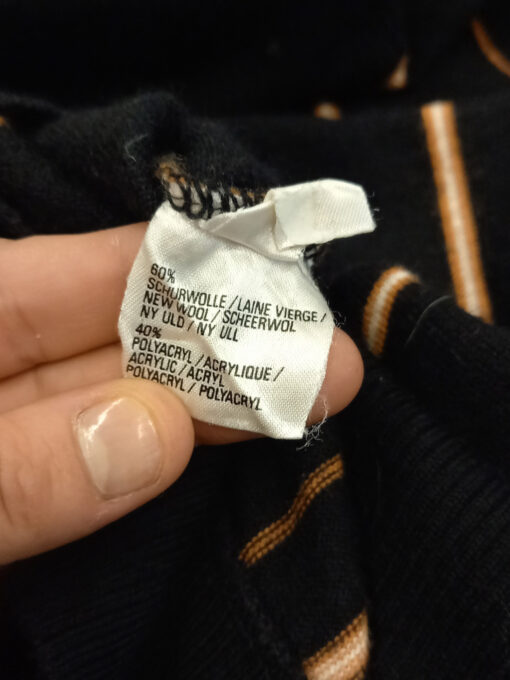 60%
SCHURWOLLE / LAINE VIERGE /
NEW WOOL / SCHEERWOL
NY ULD / NY ULL
40%
POLYACRYL / ACRYLIQUE /
ACRYLIC / ACRYL
POLYACRYL / POLYACRYL